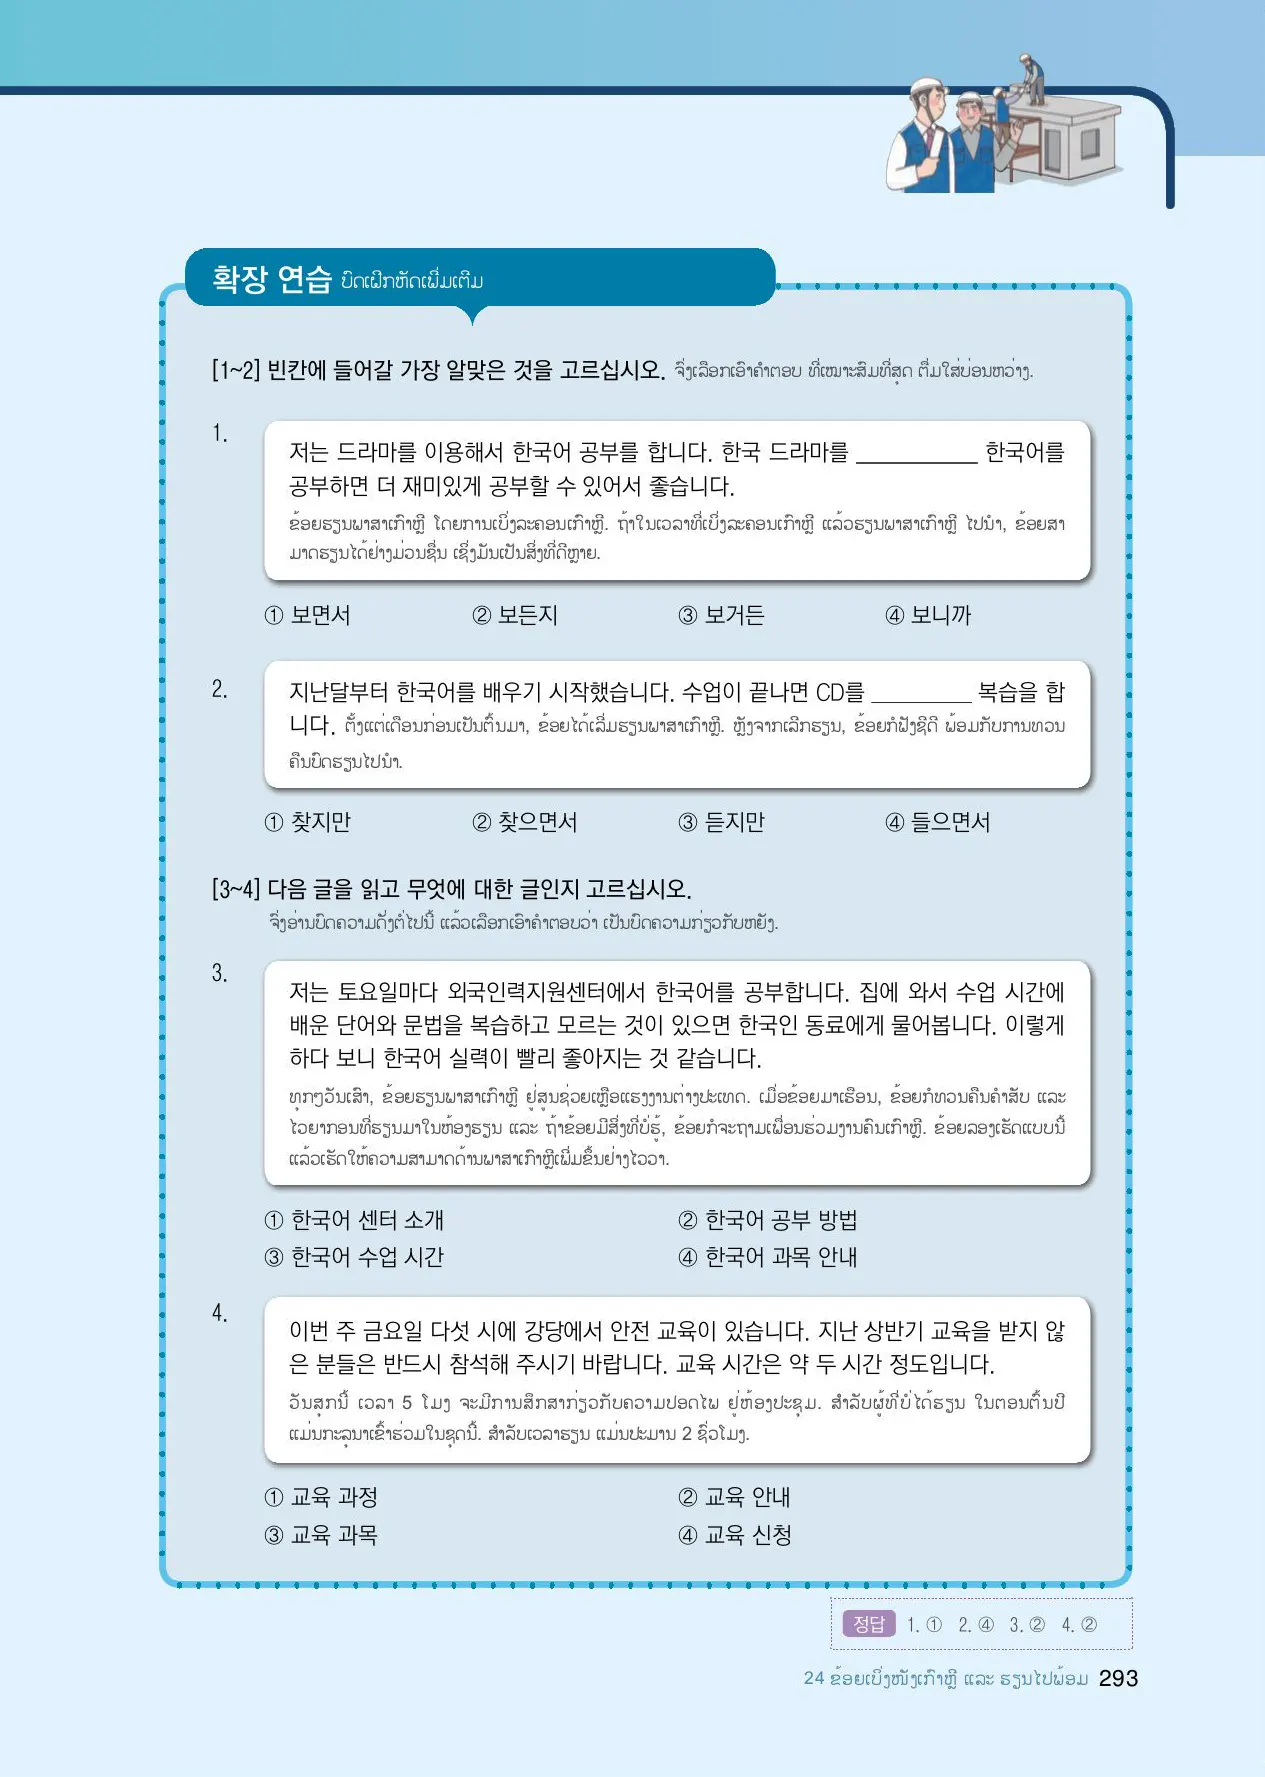 확장 연습 ບົດເຝິກຫັດເພີ່ມເຕີມ
[1~2] 빈칸에 들어갈 가장 알맞은 것을 고르십시오. ຈົ່ງເລືອກເອົາຄຳຕອບ ທີ່ເໝາະສົມທີ່ສຸດ ຕື່ມໃສ່ບ່ອນຫວ່າງ.
1.
저는 드라마를 이용해서 한국어 공부를 합니다. 한국 드라마를 __________ 한국어를
공부하면 더 재미있게 공부할 수 있어서 좋습니다.
ຂ້ອຍຮຽນພາສາເກົາຫຼີ ໂດຍການເບິ່ງລະຄອນເກົາຫຼີ. ຖ້າໃນເວລາທີ່ເບິ່ງລະຄອນເກົາຫຼີ ແລ້ວຮຽນພາສາເກົາຫຼີ ໄປນຳ, ຂ້ອຍສາ
ມາດຮຽນໄດ້ຢ່າງມ່ວນຊື່ນ ເຊິ່ງມັນເປັນສິ່ງທີ່ດີຫຼາຍ.
① 보면서 ② 보든지 ③ 보거든 ④ 보니까
2.
지난달부터 한국어를 배우기 시작했습니다. 수업이 끝나면 CD를 ________ 복습을 합
니다. ຕັ້ງແຕ່ເດືອນກ່ອນເປັນຕົ້ນມາ, ຂ້ອຍໄດ້ເລີ່ມຮຽນພາສາເກົາຫຼີ. ຫຼັງຈາກເລີກຮຽນ, ຂ້ອຍກໍຟັງຊີດີ ພ້ອມກັບການທວນ
ຄືນບົດຮຽນໄປນຳ.
① 찾지만 ② 찾으면서 ③ 듣지만 ④ 들으면서
[3~4] 다음 글을 읽고 무엇에 대한 글인지 고르십시오.
ຈົ່ງອ່ານບົດຄວາມດັ່ງຕໍ່ໄປນີ້ ແລ້ວເລືອກເອົາຄຳຕອບວ່າ ເປັນບົດຄວາມກ່ຽວກັບຫຍັງ.
3.
저는 토요일마다 외국인력지원센터에서 한국어를 공부합니다. 집에 와서 수업 시간에
배운 단어와 문법을 복습하고 모르는 것이 있으면 한국인 동료에게 물어봅니다. 이렇게
하다 보니 한국어 실력이 빨리 좋아지는 것 같습니다.
ທຸກໆວັນເສົາ, ຂ້ອຍຮຽນພາສາເກົາຫຼີ ຢູ່ສູນຊ່ວຍເຫຼືອແຮງງານຕ່າງປະເທດ. ເມື່ອຂ້ອຍມາເຮືອນ, ຂ້ອຍກໍທວນຄືນຄຳສັບ ແລະ
ໄວຍາກອນທີ່ຮຽນມາໃນຫ້ອງຮຽນ ແລະ ຖ້າຂ້ອຍມີສິ່ງທີ່ບໍ່ຮູ້, ຂ້ອຍກໍຈະຖາມເພື່ອນຮ່ວມງານຄົນເກົາຫຼີ. ຂ້ອຍລອງເຮັດແບບນີ້
ແລ້ວເຮັດໃຫ້ຄວາມສາມາດດ້ານພາສາເກົາຫຼີເພີ່ມຂຶ້ນຢ່າງໄວວາ.
① 한국어 센터 소개 ② 한국어 공부 방법
③ 한국어 수업 시간 ④ 한국어 과목 안내
4.
이번 주 금요일 다섯 시에 강당에서 안전 교육이 있습니다. 지난 상반기 교육을 받지 않
은 분들은 반드시 참석해 주시기 바랍니다. 교육 시간은 약 두 시간 정도입니다.
ວັນສຸກນີ້ ເວລາ 5 ໂມງ ຈະມີການສຶກສາກ່ຽວກັບຄວາມປອດໄພ ຢູ່ຫ້ອງປະຊຸມ. ສຳລັບຜູ້ທີ່ບໍ່ໄດ້ຮຽນ ໃນຕອນຕົ້ນປີ
ແມ່ນກະລຸນາເຂົ້າຮ່ວມໃນຊຸດນີ້. ສຳລັບເວລາຮຽນ ແມ່ນປະມານ 2 ຊົ່ວໂມງ.
① 교육 과정 ② 교육 안내
③ 교육 과목 ④ 교육 신청
정답 1. ① 2. ④ 3. ② 4. ②
24 ຂ້ອຍເບິ່ງໜັງເກົາຫຼີ ແລະ ຮຽນໄປພ້ອມ 293